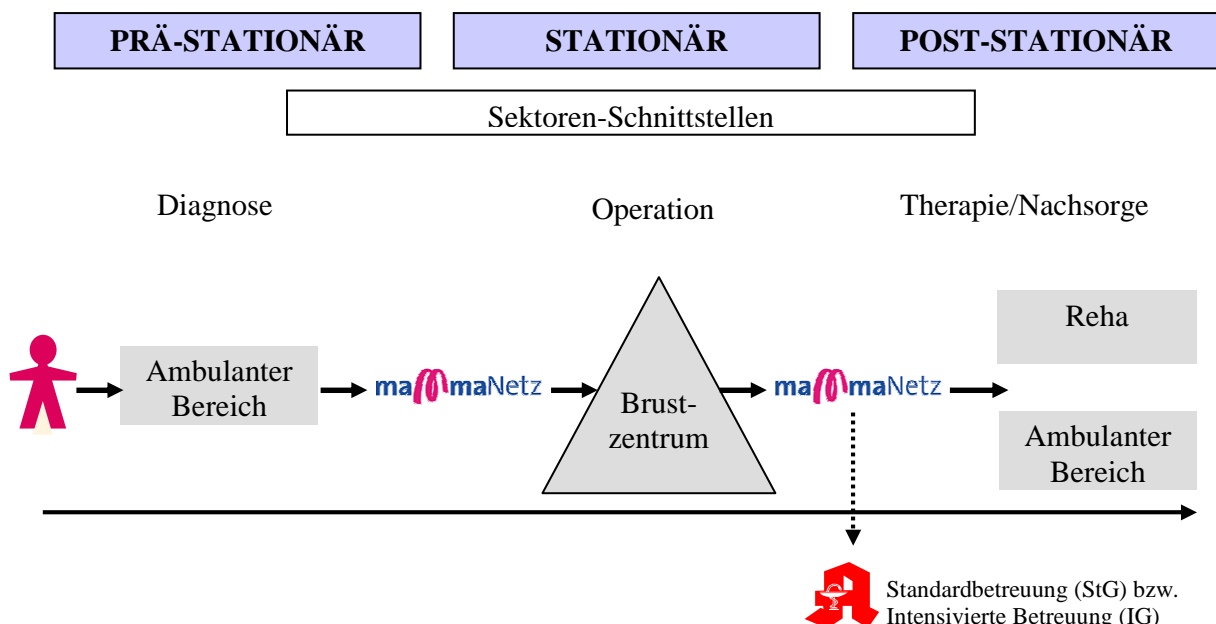 PRÄ-STATIONÄR
STATIONÄR
POST-STATIONÄR
Sektoren-Schnittstellen
Diagnose
Operation
Therapie/Nachsorge
Ambulanter
Bereich
mammaNetz
Brust-
zentrum
mammaNetz
Reha
Ambulanter
Bereich
Standardbetreuung (StG) bzw.
Intensivierte Betreuung (IG)